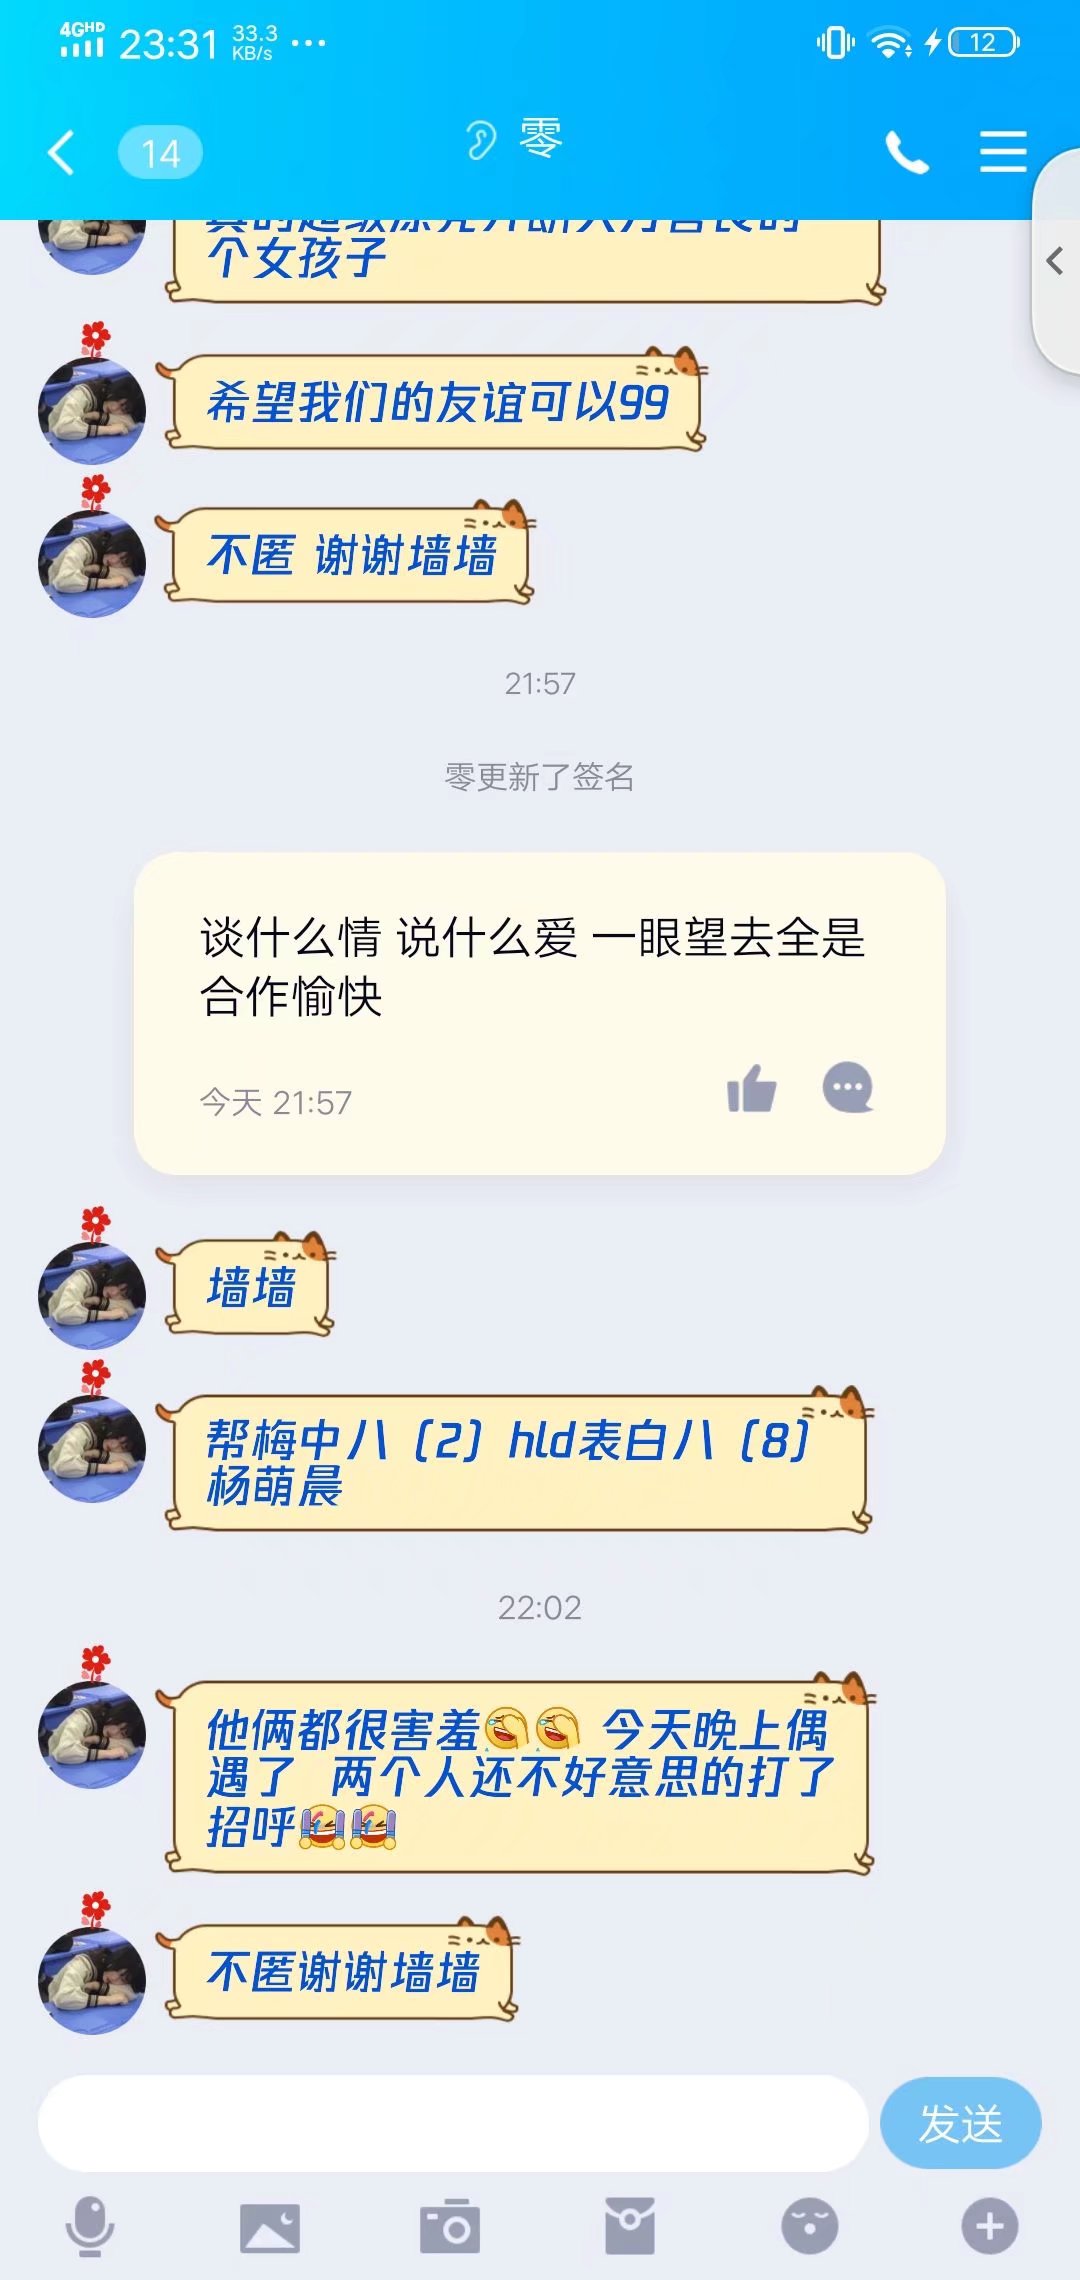 4GHD 23:31 33.3 KB/s ... 12
14 零
个女孩子
希望我们的友谊可以99
不匿 谢谢墙墙
21:57
零更新了签名
谈什么情 说什么爱 一眼望去全是
合作愉快
今天 21:57
墙墙
帮梅中八（2）hld表白八（8）
杨萌晨
22:02
他俩都很害羞 今天晚上偶
遇了 两个人还不好意思的打了
招呼
不匿谢谢墙墙
发送